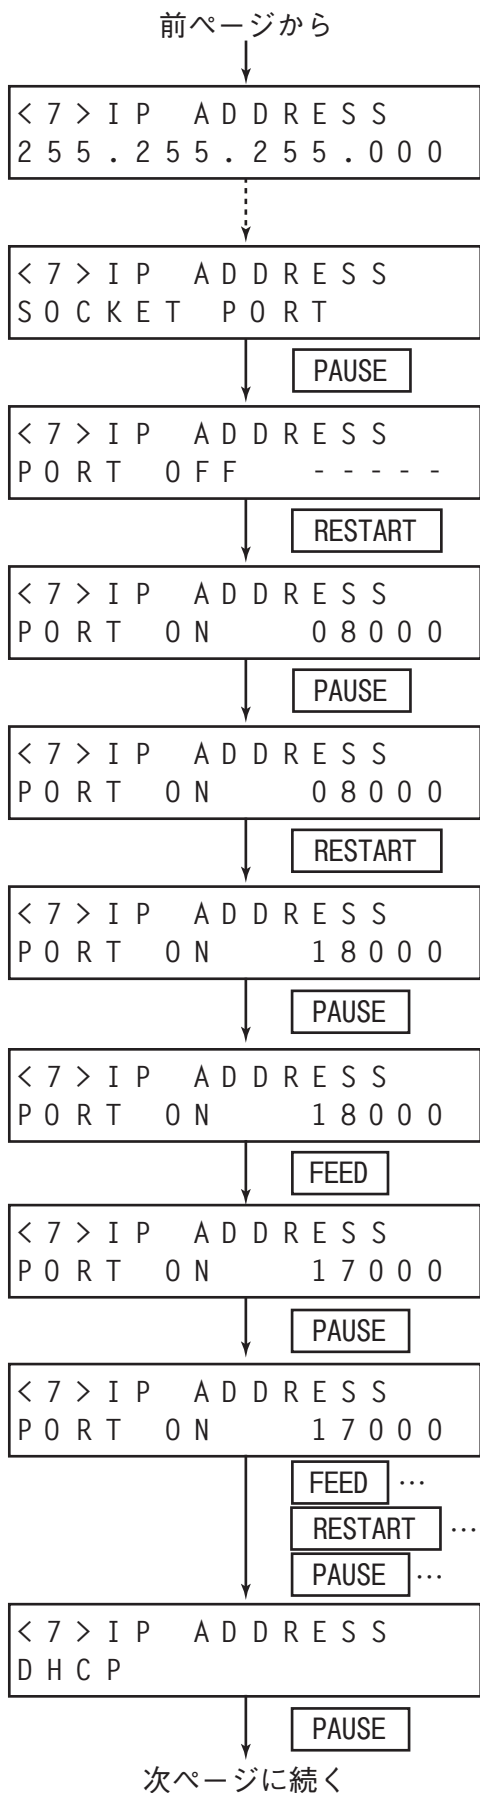 前ページから
<7>IP ADDRESS
255.255.255.000
<7>IP ADDRESS
SOCKET PORT
PAUSE
<7>IP ADDRESS
PORT OFF -----
RESTART
<7>IP ADDRESS
PORT ON 08000
PAUSE
<7>IP ADDRESS
PORT ON 08000
RESTART
<7>IP ADDRESS
PORT ON 18000
PAUSE
<7>IP ADDRESS
PORT ON 18000
FEED
<7>IP ADDRESS
PORT ON 17000
PAUSE
<7>IP ADDRESS
PORT ON 17000
FEED …
RESTART …
PAUSE …
<7>IP ADDRESS
DHCP
PAUSE
次ページに続く